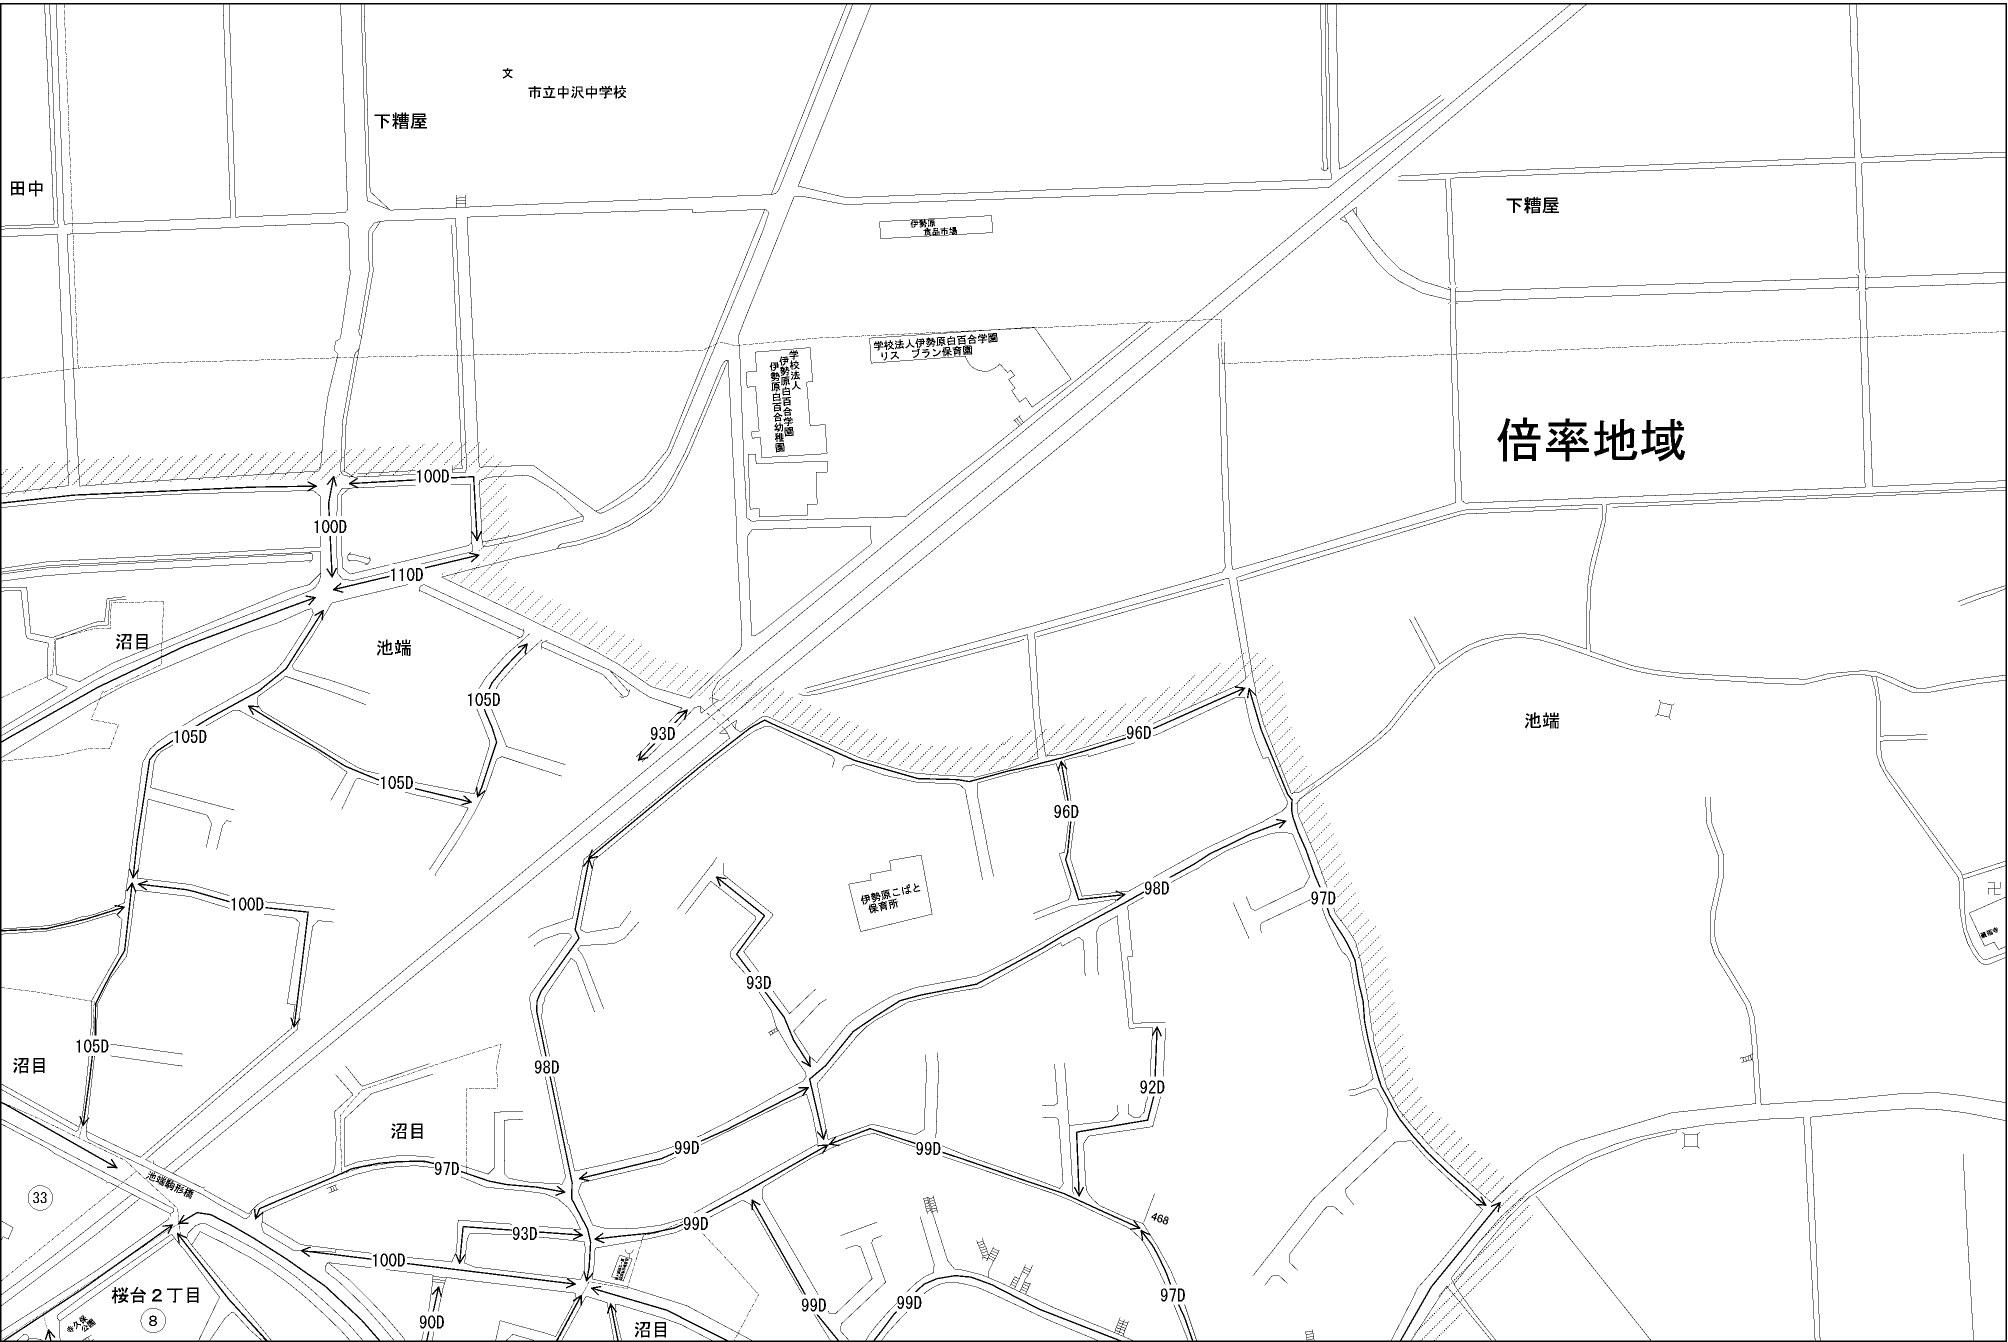 文
市立中沢中学校
下糟屋
田中
下糟屋
伊勢原
食品市場
学校法人伊勢原白百合学園
リス ブラン保育園
学校法人
伊勢原白百合学園
伊勢原白百合幼稚園
倍率地域
100D
100D
110D
沼目
池端
105D
93D
105D
96D
池端
105D
96D
98D
97D
伊勢原こばと
保育所
100D
93D
105D
沼目
98D
92D
沼目
99D
99D
97D
池端駒形橋
33
99D
468
93D
100D
桜台2丁目
8
寺久保
公園
90D
99D
99D
97D
沼目